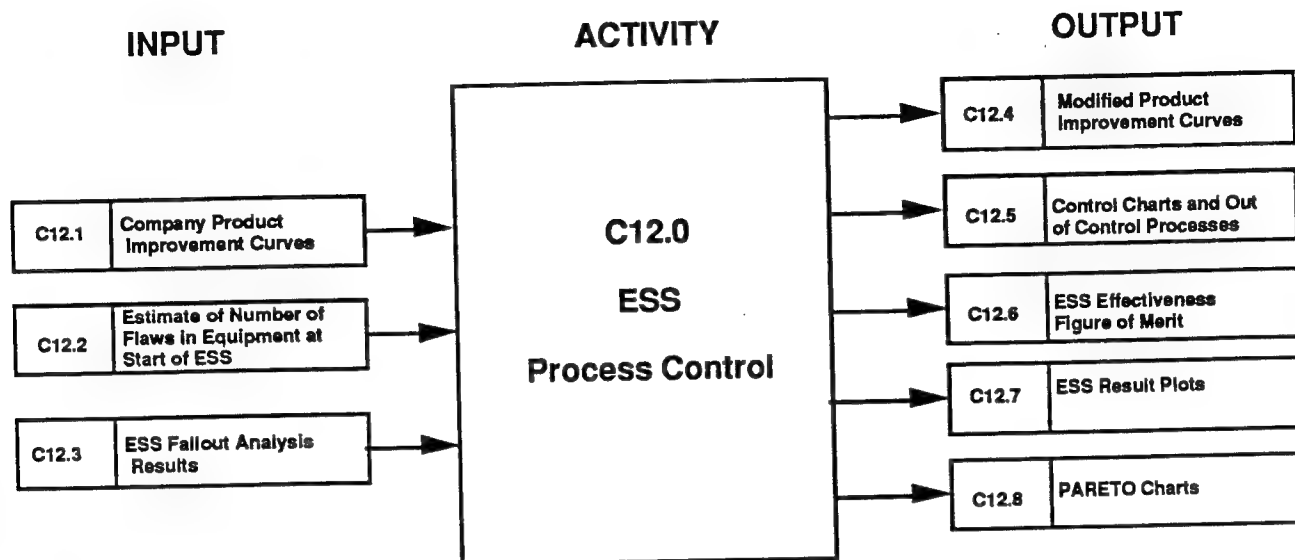 INPUT
ACTIVITY
OUTPUT
C12.1
Company Product
Improvement Curves
C12.2
Estimate of Number of
Flaws in Equipment at
Start of ESS
C12.3
ESS Fallout Analysis
Results
C12.0
ESS
Process Control
C12.4
Modified Product
Improvement Curves
C12.5
Control Charts and Out
of Control Processes
C12.6
ESS Effectiveness
Figure of Merit
C12.7
ESS Result Plots
C12.8
PARETO Charts